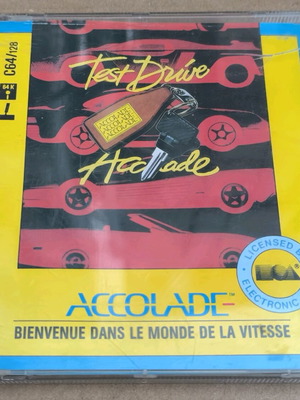 C64/128
64 K
Test Drive
ACCOLADE
ACCOLADE
ACCOLADE
Accolade
LICENSED B
ELECTRONIC
ACCOLADE
BIENVENUE DANS LE MONDE DE LA VITESSE